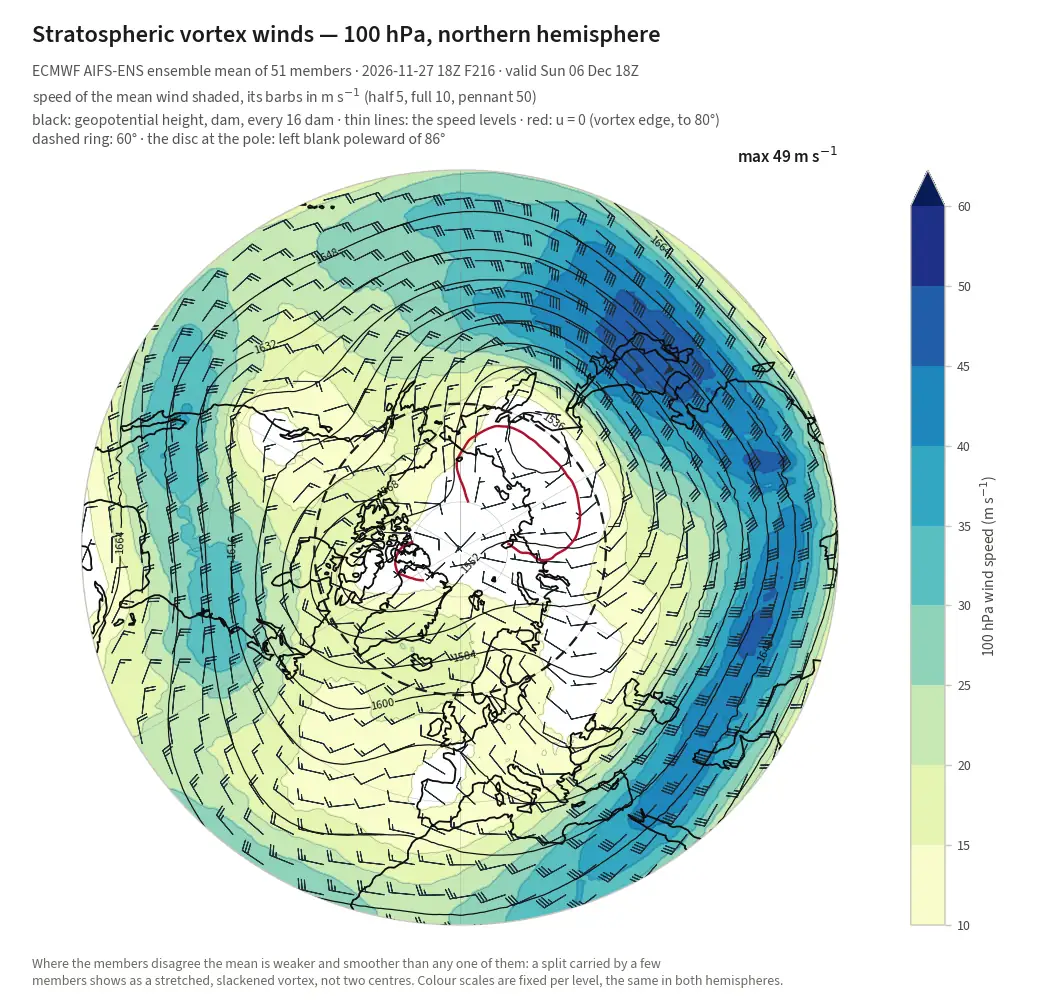 Stratospheric vortex winds — 100 hPa, northern hemisphere
ECMWF AIFS-ENS ensemble mean of 51 members · 2026-11-27 18Z F216 · valid Sun 06 Dec 18Z
speed of the mean wind shaded, its barbs in m s⁻¹ (half 5, full 10, pennant 50)
black: geopotential height, dam, every 16 dam · thin lines: the speed levels · red: u = 0 (vortex edge, to 80°)
dashed ring: 60° · the disc at the pole: left blank poleward of 86°
max 49 m s⁻¹
60
50
45
40
35
30
25
20
15
10
100 hPa wind speed (m s⁻¹)
1648
1664
1632
1536
1568
1664
1616
1552
1584
1600
1648
Where the members disagree the mean is weaker and smoother than any one of them: a split carried by a few
members shows as a stretched, slackened vortex, not two centres. Colour scales are fixed per level, the same in both hemispheres.